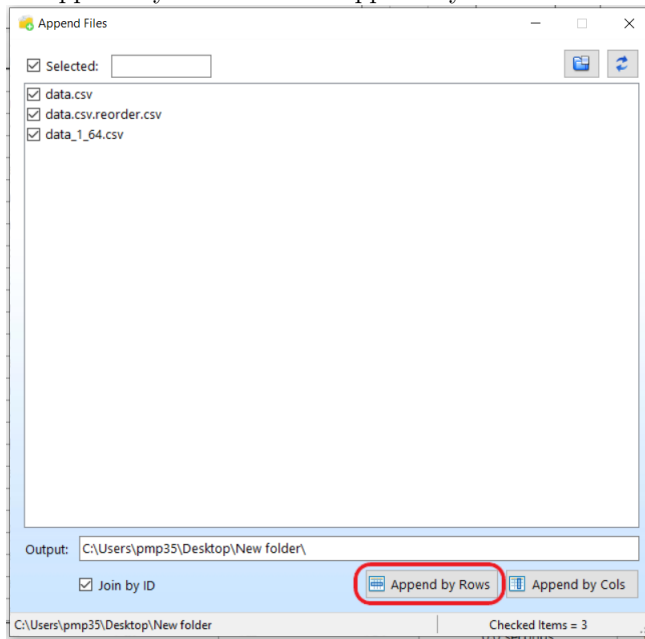 Append Files
Selected:
data.csv
data.csv.reorder.csv
data_1_64.csv
Output: C:\Users\pmp35\Desktop\New folder\
Join by ID Append by Rows Append by Cols
C:\Users\pmp35\Desktop\New folder Checked Items = 3